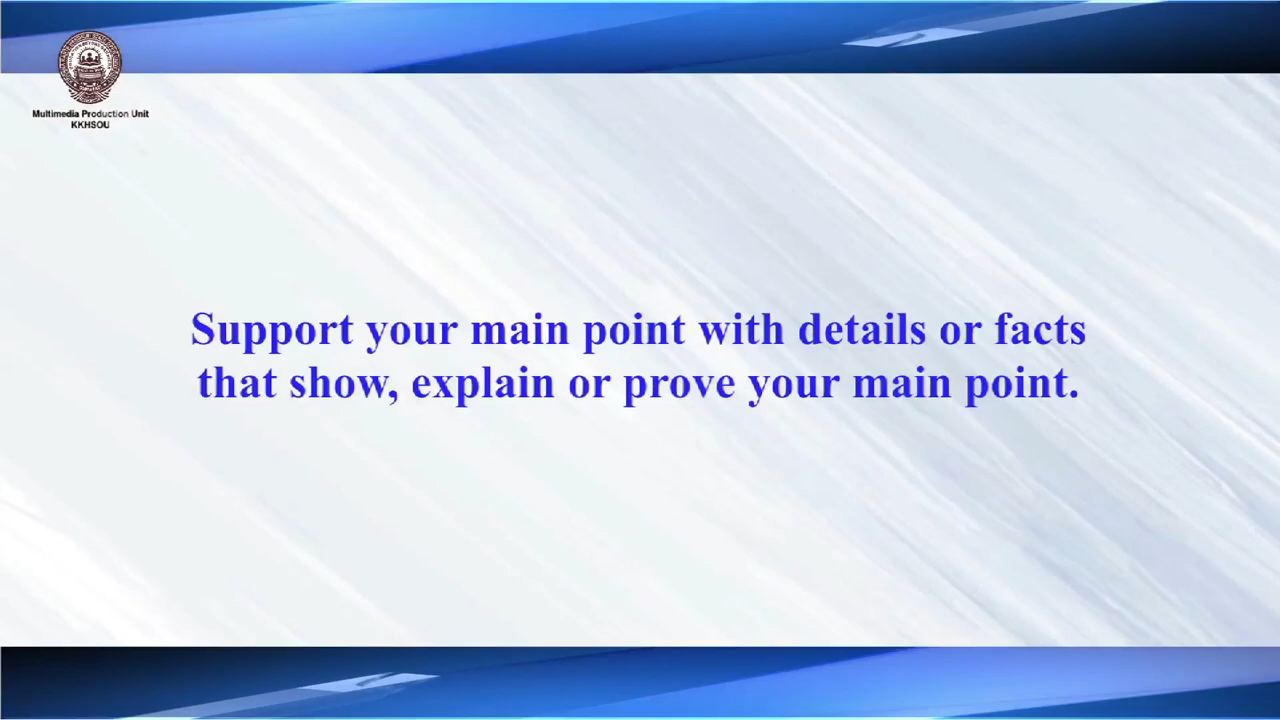 Multimedia Production Unit
KKHSOU
Support your main point with details or facts
that show, explain or prove your main point.